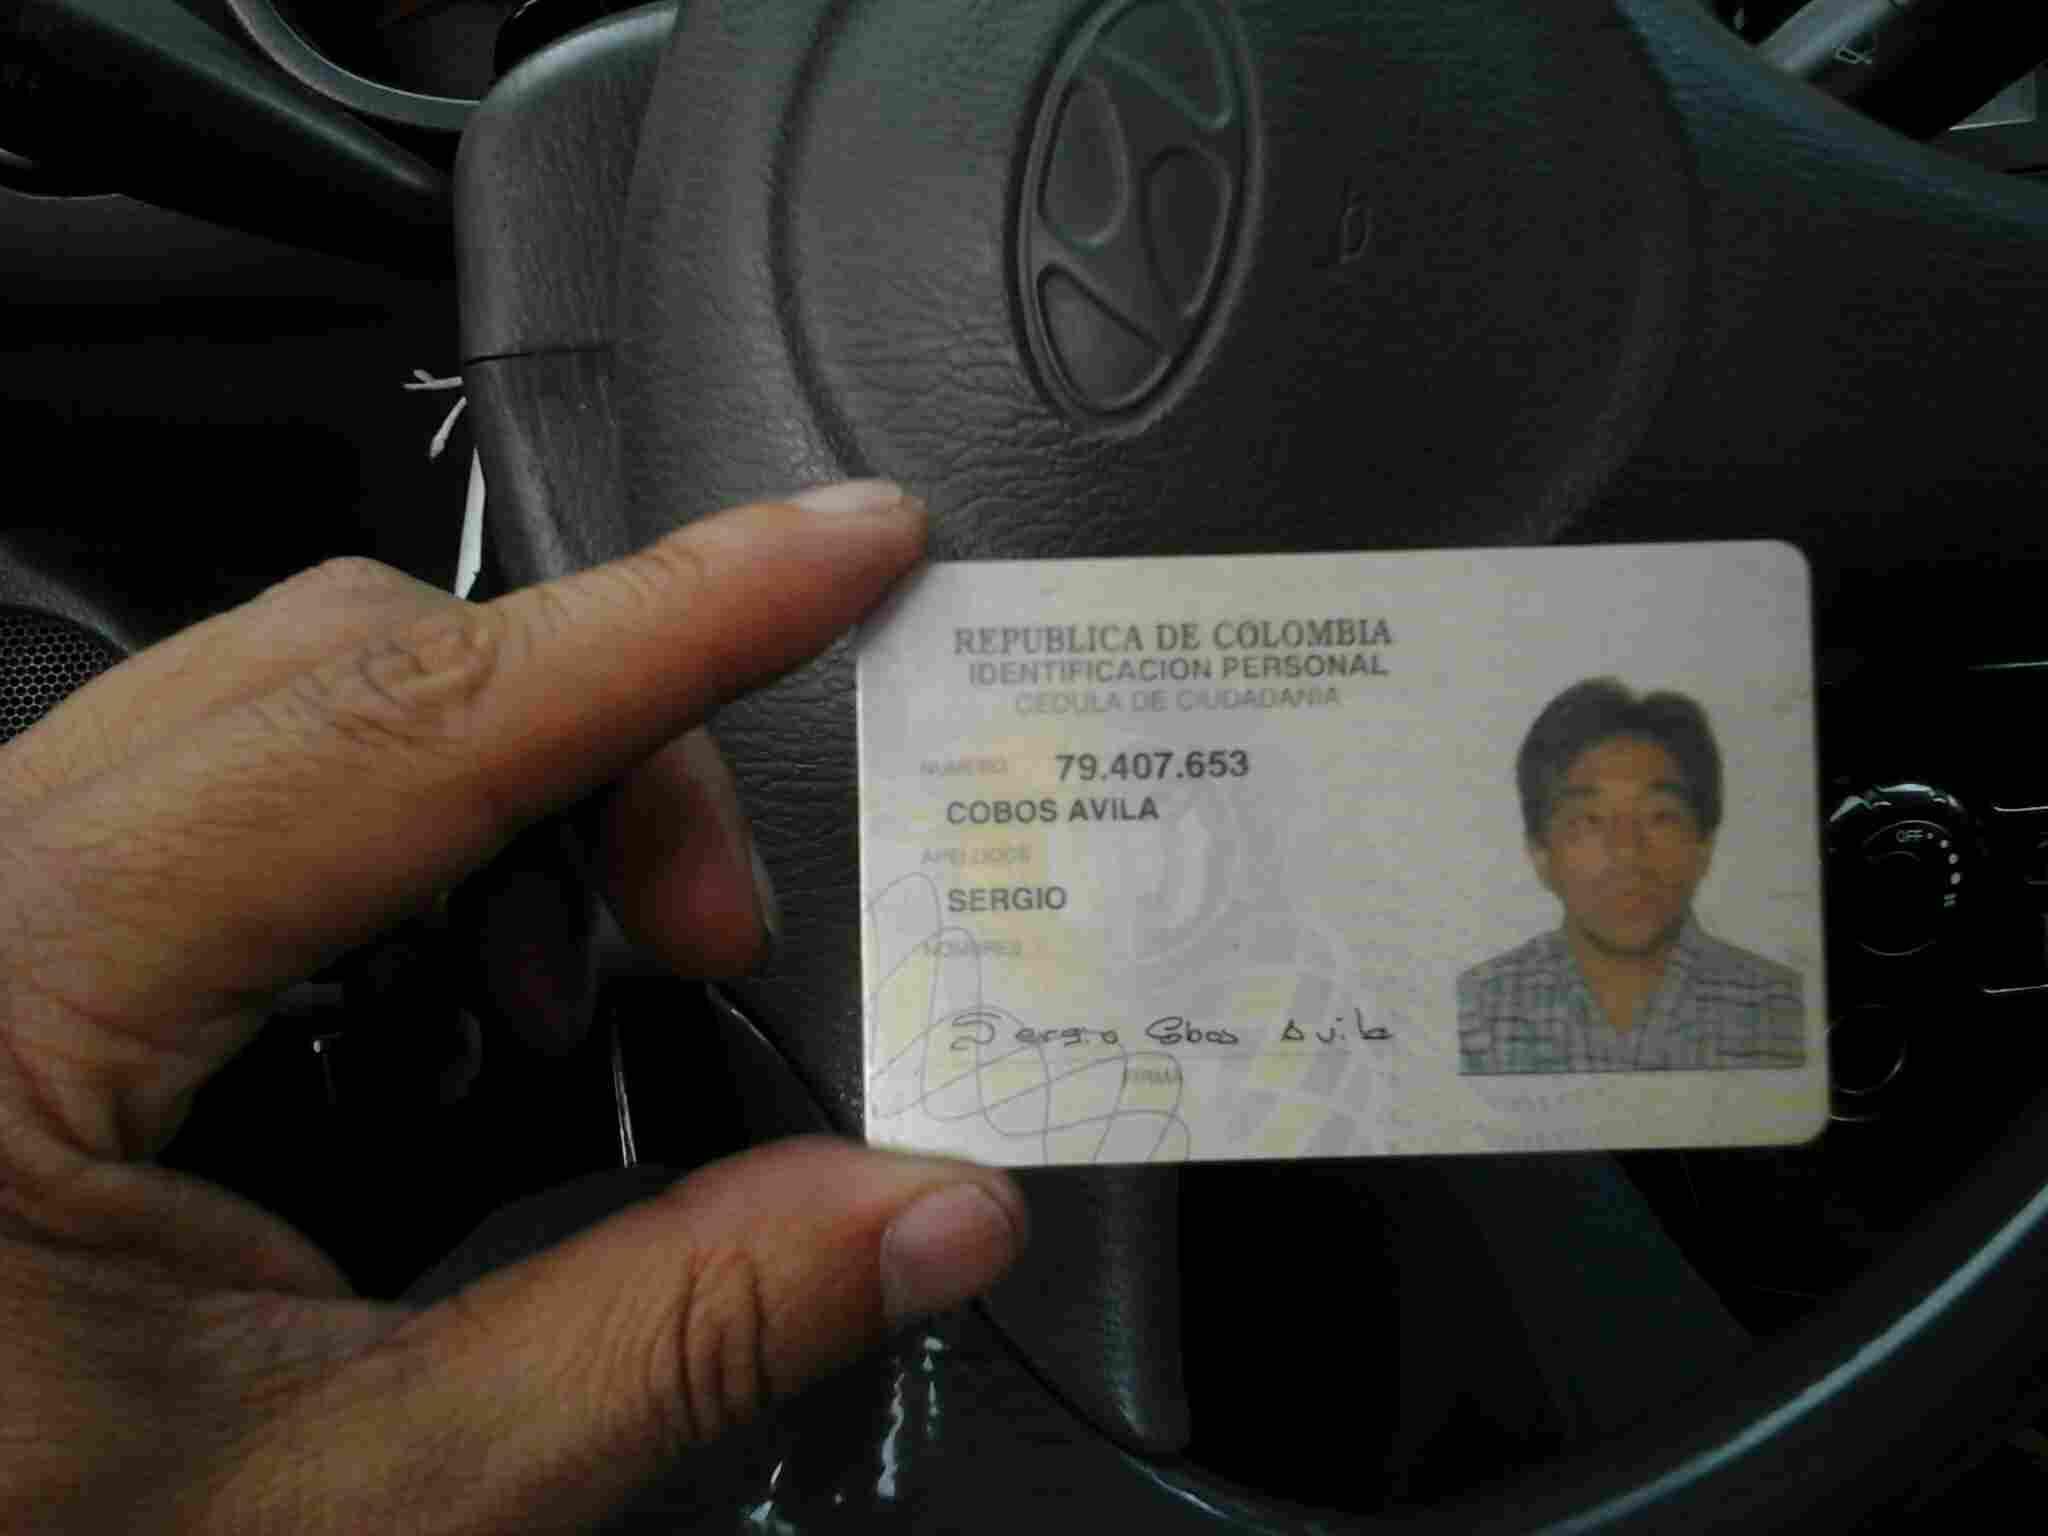 REPUBLICA DE COLOMBIA
IDENTIFICACION PERSONAL
CEDULA DE CIUDADANIA
NUMERO 79.407.653
COBOS AVILA
APELLIDOS
SERGIO
NOMBRES
Sergio Cobos Avila
FIRMA
OFF